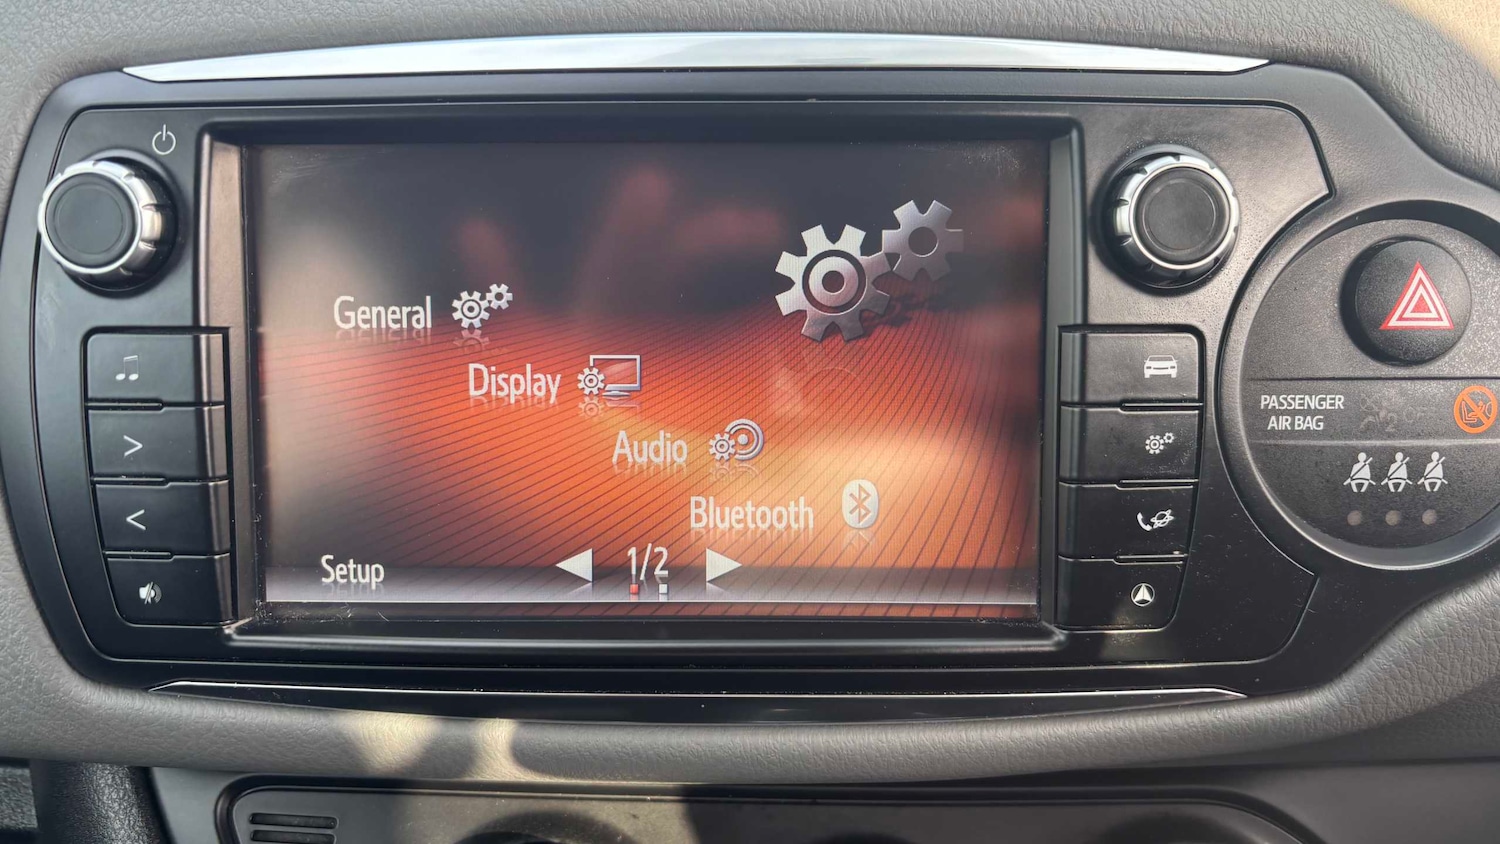 General
Display
Audio
Bluetooth
Setup
1/2
PASSENGER
AIR BAG